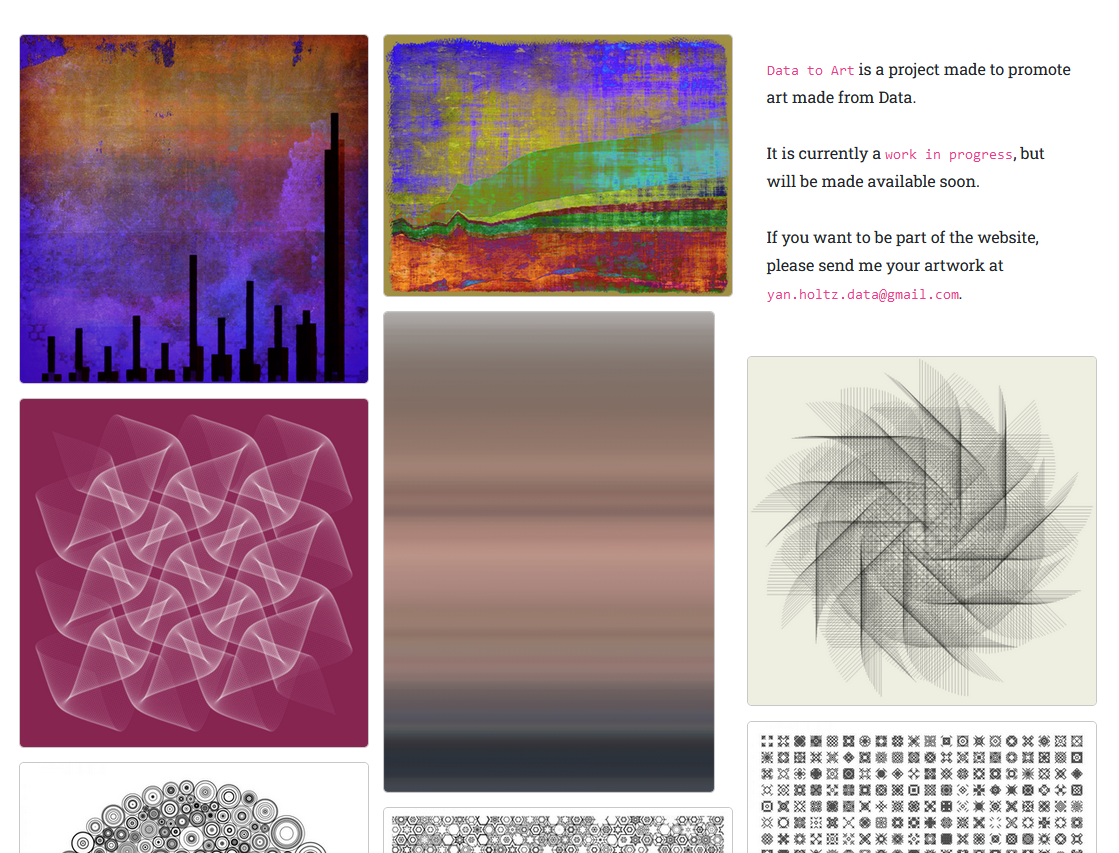 Data to Art is a project made to promote
art made from Data.
It is currently a work in progress, but
will be made available soon.
If you want to be part of the website,
please send me your artwork at
yan.holtz.data@gmail.com.